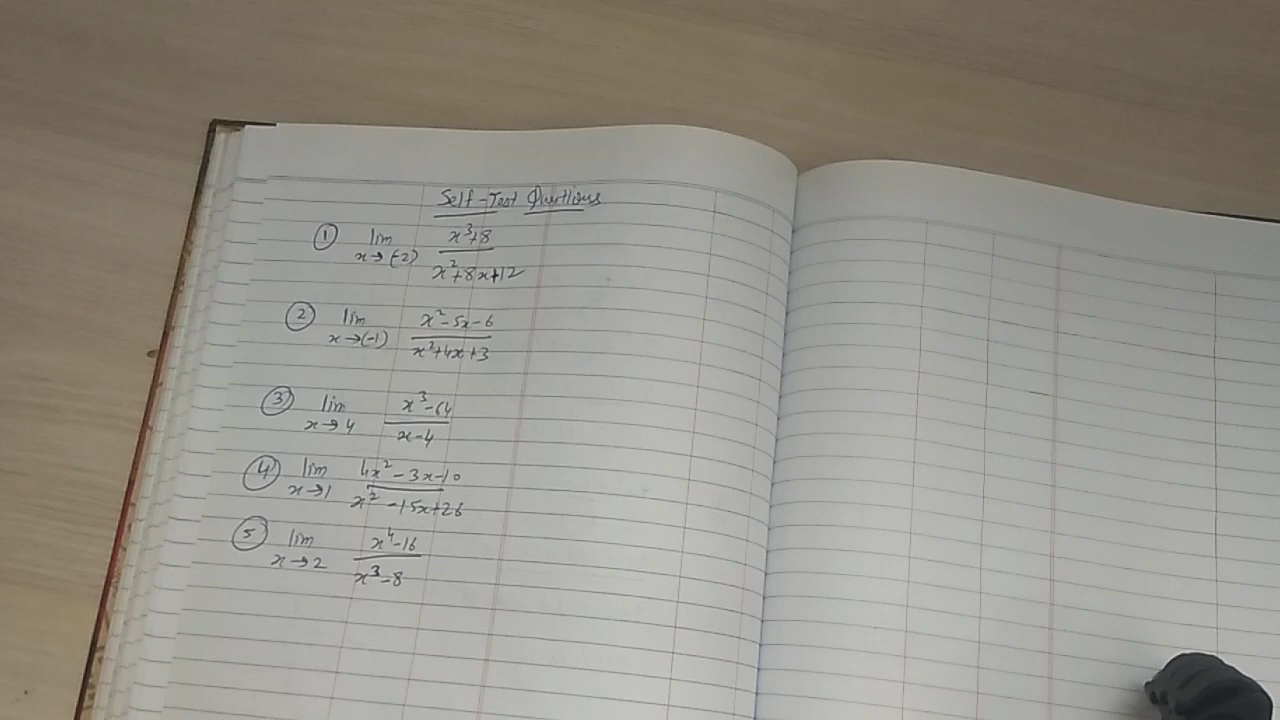 Self-Test Questions
① lim x→(-2) x³+8 / x²+8x+12
② lim x→(-1) x²-5x-6 / x²+4x+3
③ lim x→4 x³-64 / x-4
④ lim x→1 4x²-3x-10 / x²-15x+26
⑤ lim x→2 x⁴-16 / x³-8